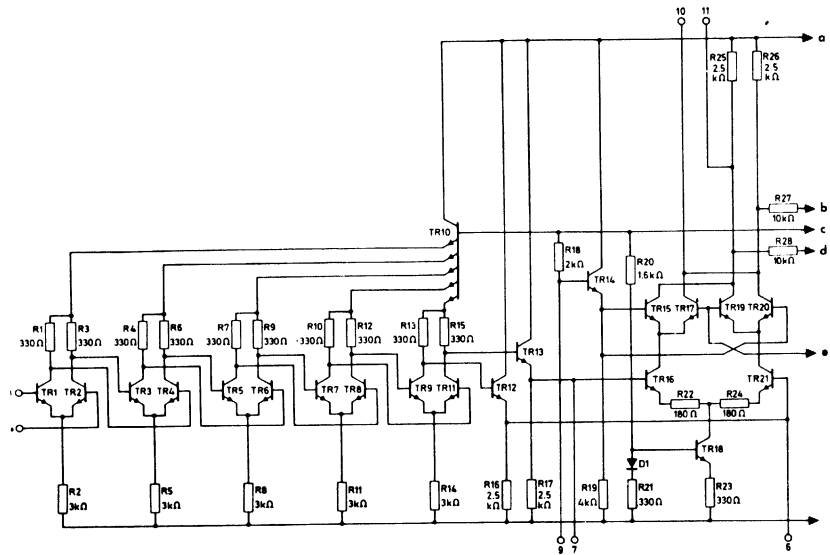 10 11
a
R25
2.5
kΩ
R26
2.5
kΩ
R27
10kΩ
b
c
R28
10kΩ
d
TR10
R18
2kΩ
R20
1.6kΩ
TR14
R1
330Ω
R3
330Ω
R4
330Ω
R6
330Ω
R7
330Ω
R9
330Ω
R10
330Ω
R12
330Ω
R13
330Ω
R15
330Ω
TR15
TR17
TR19
TR20
TR13
e
TR1
TR2
TR3
TR4
TR5
TR6
TR7
TR8
TR9
TR11
TR12
TR16
TR21
R22
180Ω
R24
180Ω
TR18
D1
R2
3kΩ
R5
3kΩ
R8
3kΩ
R11
3kΩ
R14
3kΩ
R16
2.5
kΩ
R17
2.5
kΩ
R19
4kΩ
R21
330Ω
R23
330Ω
9 7 6